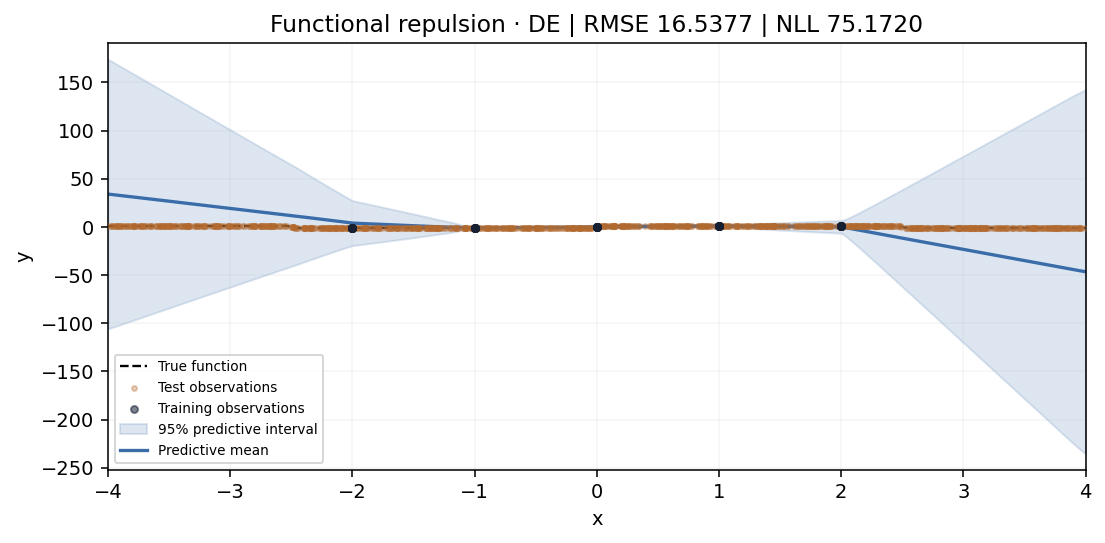 Functional repulsion · DE | RMSE 16.5377 | NLL 75.1720
y
150
100
50
0
−50
−100
−150
−200
−250
True function
Test observations
Training observations
95% predictive interval
Predictive mean
−4
−3
−2
−1
0
1
2
3
4
x